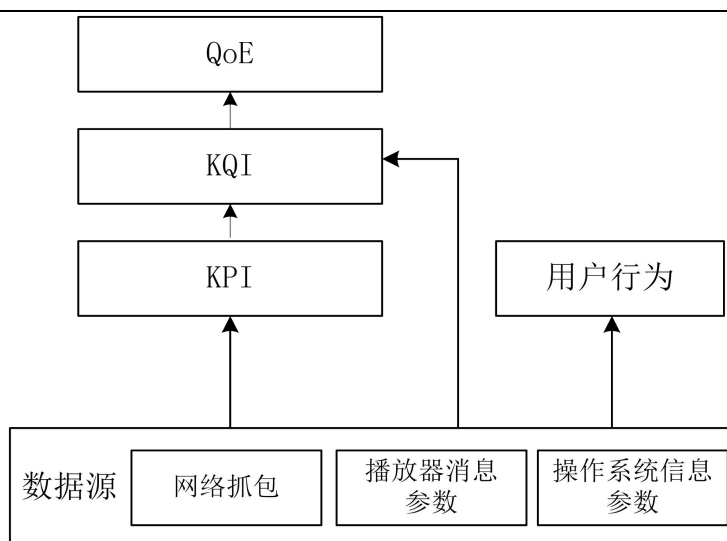 QoE
KQI
KPI
用户行为
数据源
网络抓包
播放器消息
参数
操作系统信息
参数